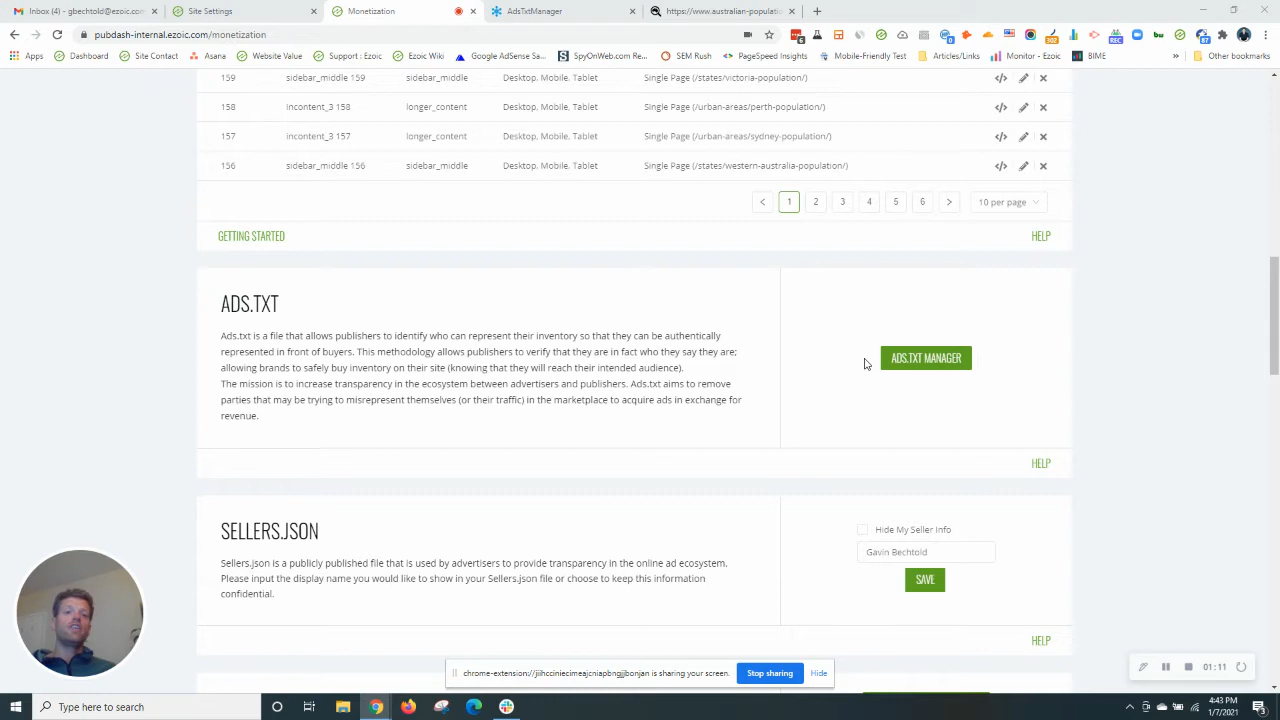 Inbox (4) - gbechtold@ezoic.com
Site Settings
Monetization
AdsTxtManager
https://www.australian-populati
pubdash-internal.ezoic.com/monetization
Apps
Dashboard
Site Contact
Asana
Website Value
Ezoic Wiki
Google Adsense Sa...
SpyOnWeb.com
SEM Rush
PageSpeed Insights
Mobile-Friendly Test
Articles/Links
Monitor - Ezoic
BIME
»
Other bookmarks
159 sidebar_middle 159 sidebar_middle Desktop, Mobile, Tablet Single Page (/states/victoria-population/)
158 incontent_3 158 longer_content Desktop, Mobile, Tablet Single Page (/urban-areas/perth-population/)
157 incontent_3 157 longer_content Desktop, Mobile, Tablet Single Page (/urban-areas/sydney-population/)
156 sidebar_middle 156 sidebar_middle Desktop, Mobile, Tablet Single Page (/states/western-australia-population/)
< 1 2 3 4 5 6 > 10 per page
GETTING STARTED
HELP
ADS.TXT
Ads.txt is a file that allows publishers to identify who can represent their inventory so that they can be authentically
represented in front of buyers. This methodology allows publishers to verify that they are in fact who they say they are;
allowing brands to safely buy inventory on their site (knowing that they will reach their intended audience).
The mission is to increase transparency in the ecosystem between advertisers and publishers. Ads.txt aims to remove
parties that may be trying to misrepresent themselves (or their traffic) in the marketplace to acquire ads in exchange for
revenue.
ADS.TXT MANAGER
HELP
SELLERS.JSON
Sellers.json is a publicly published file that is used by advertisers to provide transparency in the online ad ecosystem.
Please input the display name you would like to show in your Sellers.json file or choose to keep this information
confidential.
Hide My Seller Info
Gavin Bechtold
SAVE
HELP
chrome-extension://jiihcciniecimeajcniapbngjjbonjan is sharing your screen.
Stop sharing
Hide
01:11
Type here to search
4:43 PM
1/7/2021